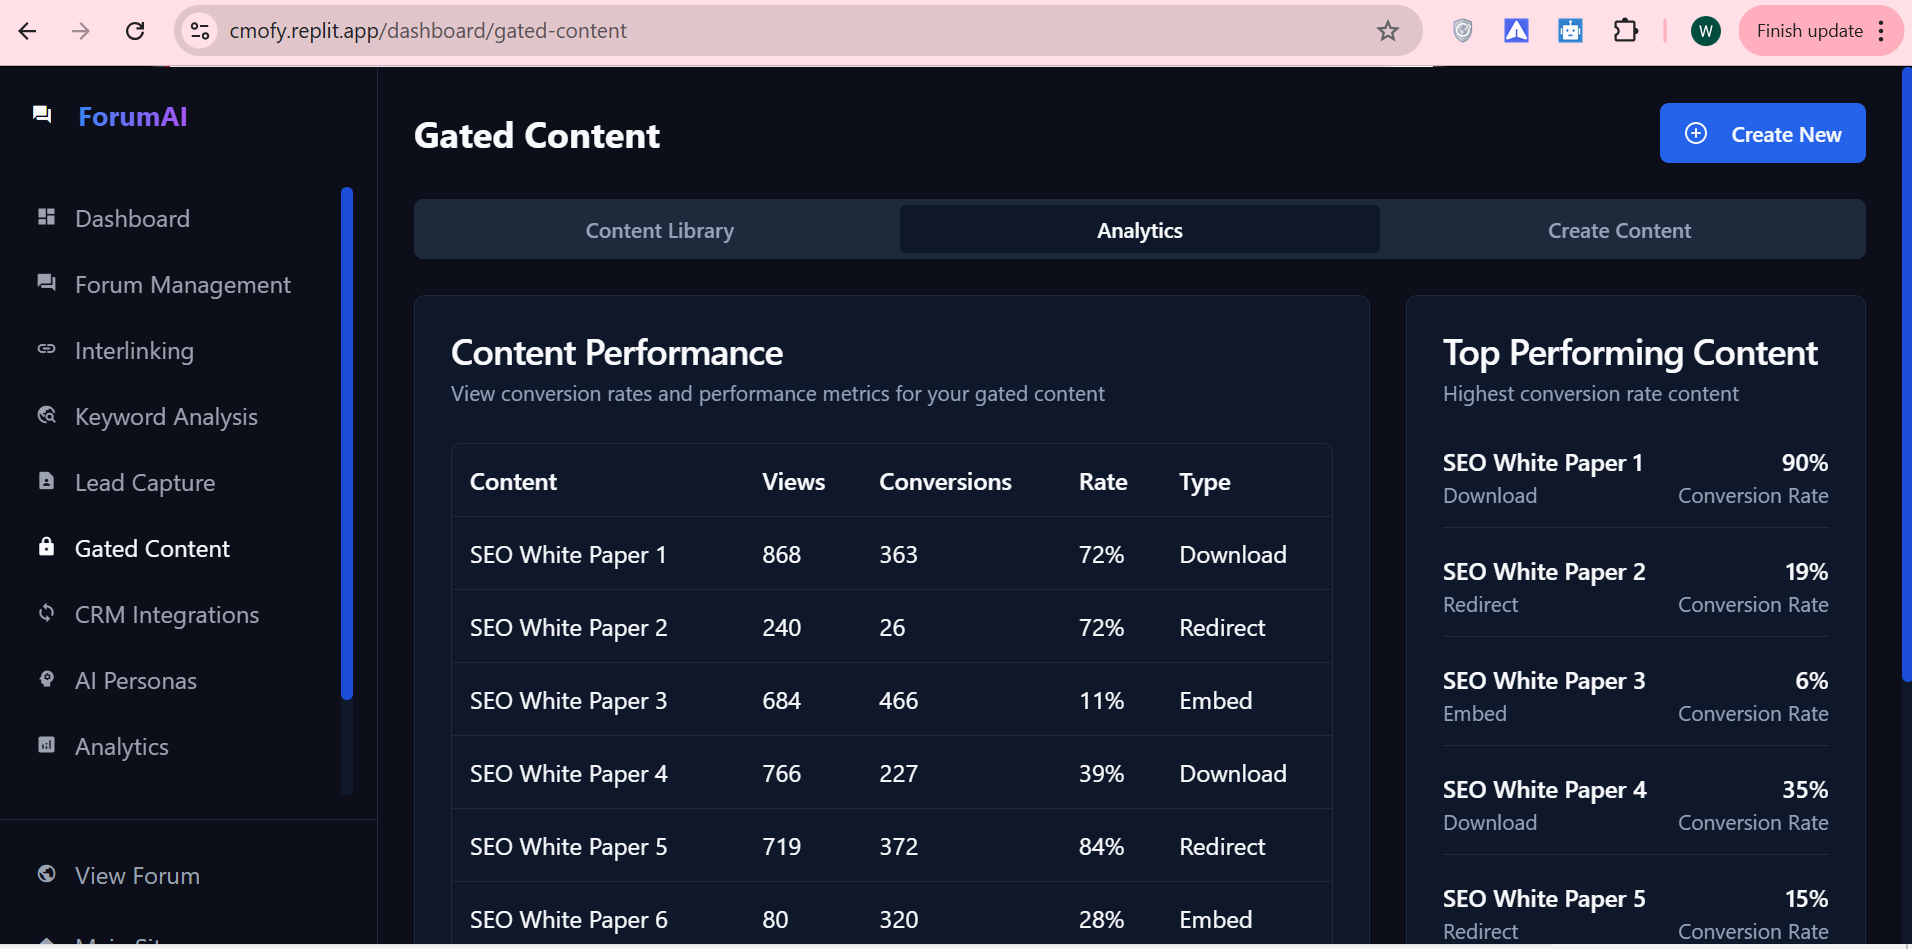 cmofy.replit.app/dashboard/gated-content
W
Finish update
ForumAI
Dashboard
Forum Management
Interlinking
Keyword Analysis
Lead Capture
Gated Content
CRM Integrations
AI Personas
Analytics
View Forum
Gated Content
Create New
Content Library
Analytics
Create Content
Content Performance
View conversion rates and performance metrics for your gated content
Content Views Conversions Rate Type
SEO White Paper 1 868 363 72% Download
SEO White Paper 2 240 26 72% Redirect
SEO White Paper 3 684 466 11% Embed
SEO White Paper 4 766 227 39% Download
SEO White Paper 5 719 372 84% Redirect
SEO White Paper 6 80 320 28% Embed
Top Performing Content
Highest conversion rate content
SEO White Paper 1 90%
Download Conversion Rate
SEO White Paper 2 19%
Redirect Conversion Rate
SEO White Paper 3 6%
Embed Conversion Rate
SEO White Paper 4 35%
Download Conversion Rate
SEO White Paper 5 15%
Redirect Conversion Rate